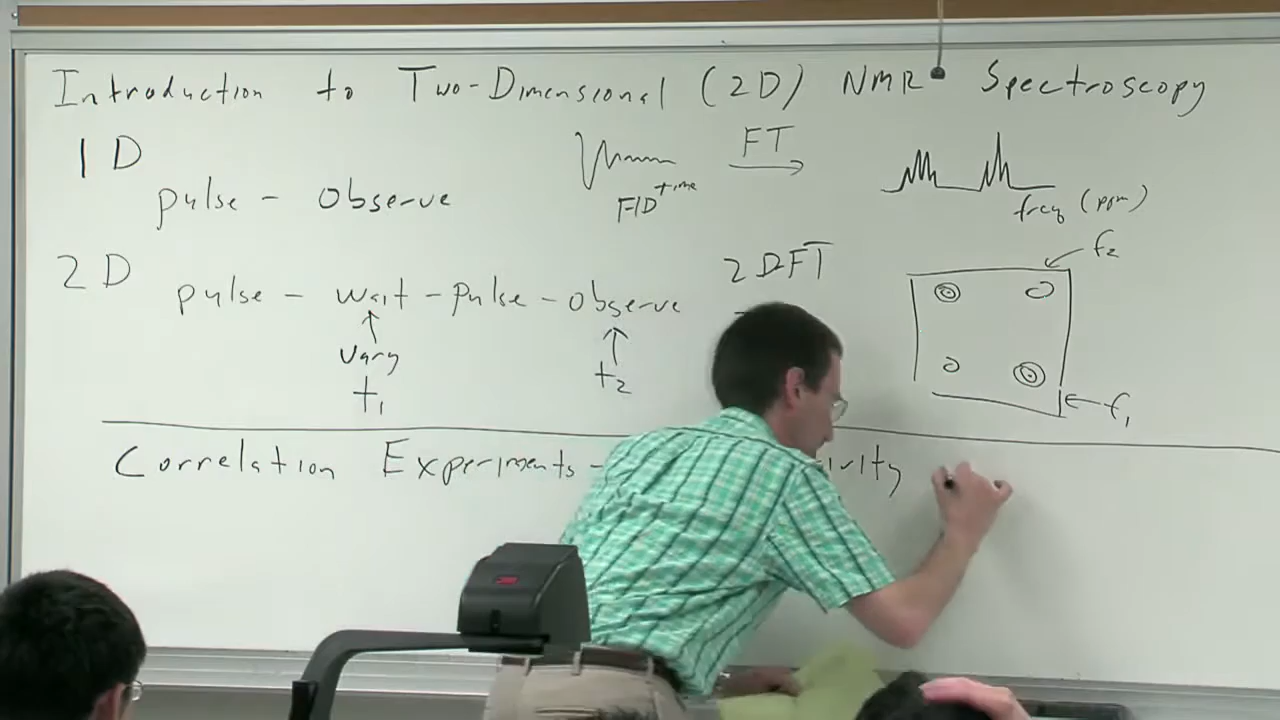 Introduction to Two-Dimensional (2D) NMR Spectroscopy
1D
pulse - observe
FID
time
FT
freq (ppm)
2D
pulse - wait - pulse - observe
vary
t1
t2
2DFT
f2
f1
Correlation Experiments -